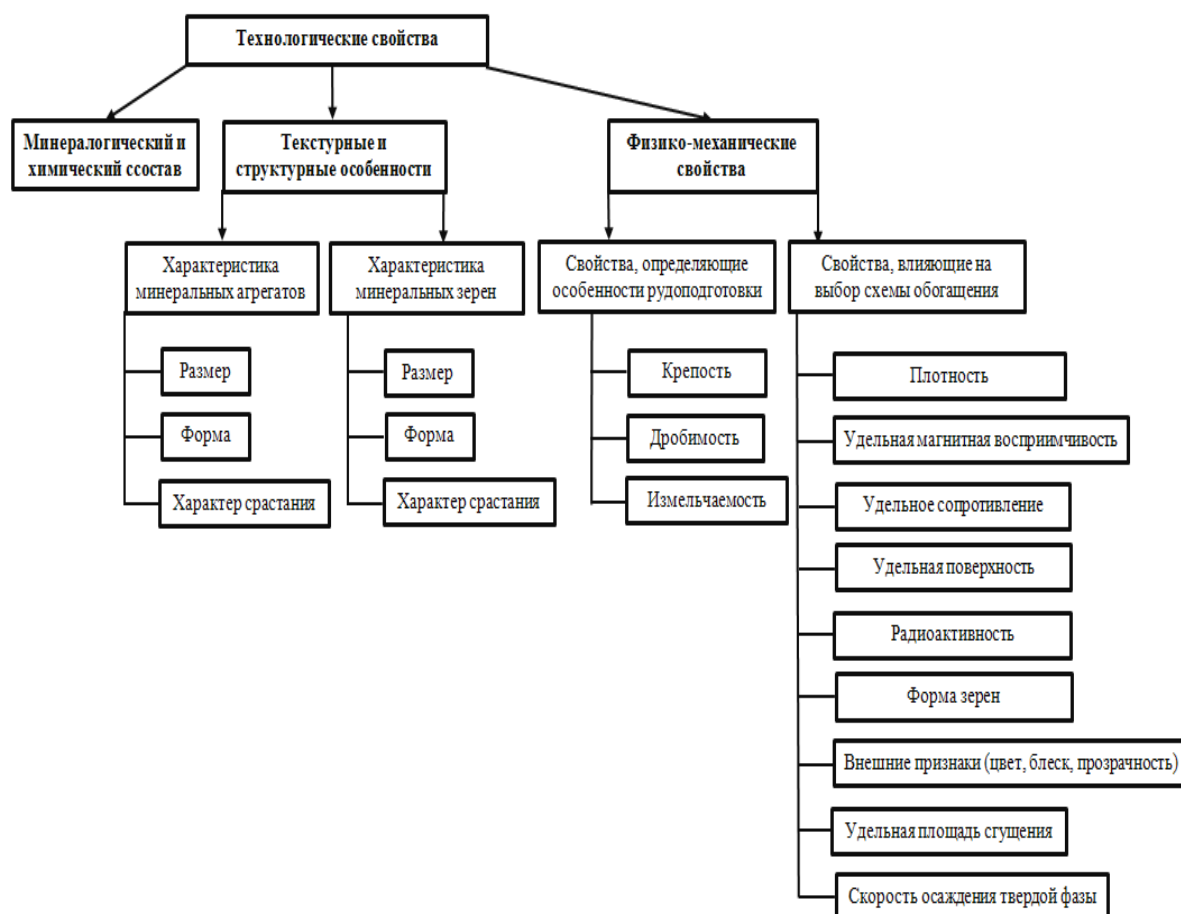 Технологические свойства
Минералогический и
химический ссостав
Текстурные и
структурные особенности
Физико-механические
свойства
Характеристика
минеральных агрегатов
Характеристика
минеральных зерен
Свойства, определяющие
особенности рудоподготовки
Свойства, влияющие на
выбор схемы обогащения
Размер
Форма
Характер срастания
Размер
Форма
Характер срастания
Крепость
Дробимость
Измельчаемость
Плотность
Удельная магнитная восприимчивость
Удельное сопротивление
Удельная поверхность
Радиоактивность
Форма зерен
Внешние признаки (цвет, блеск, прозрачность)
Удельная площадь сгущения
Скорость осаждения твердой фазы